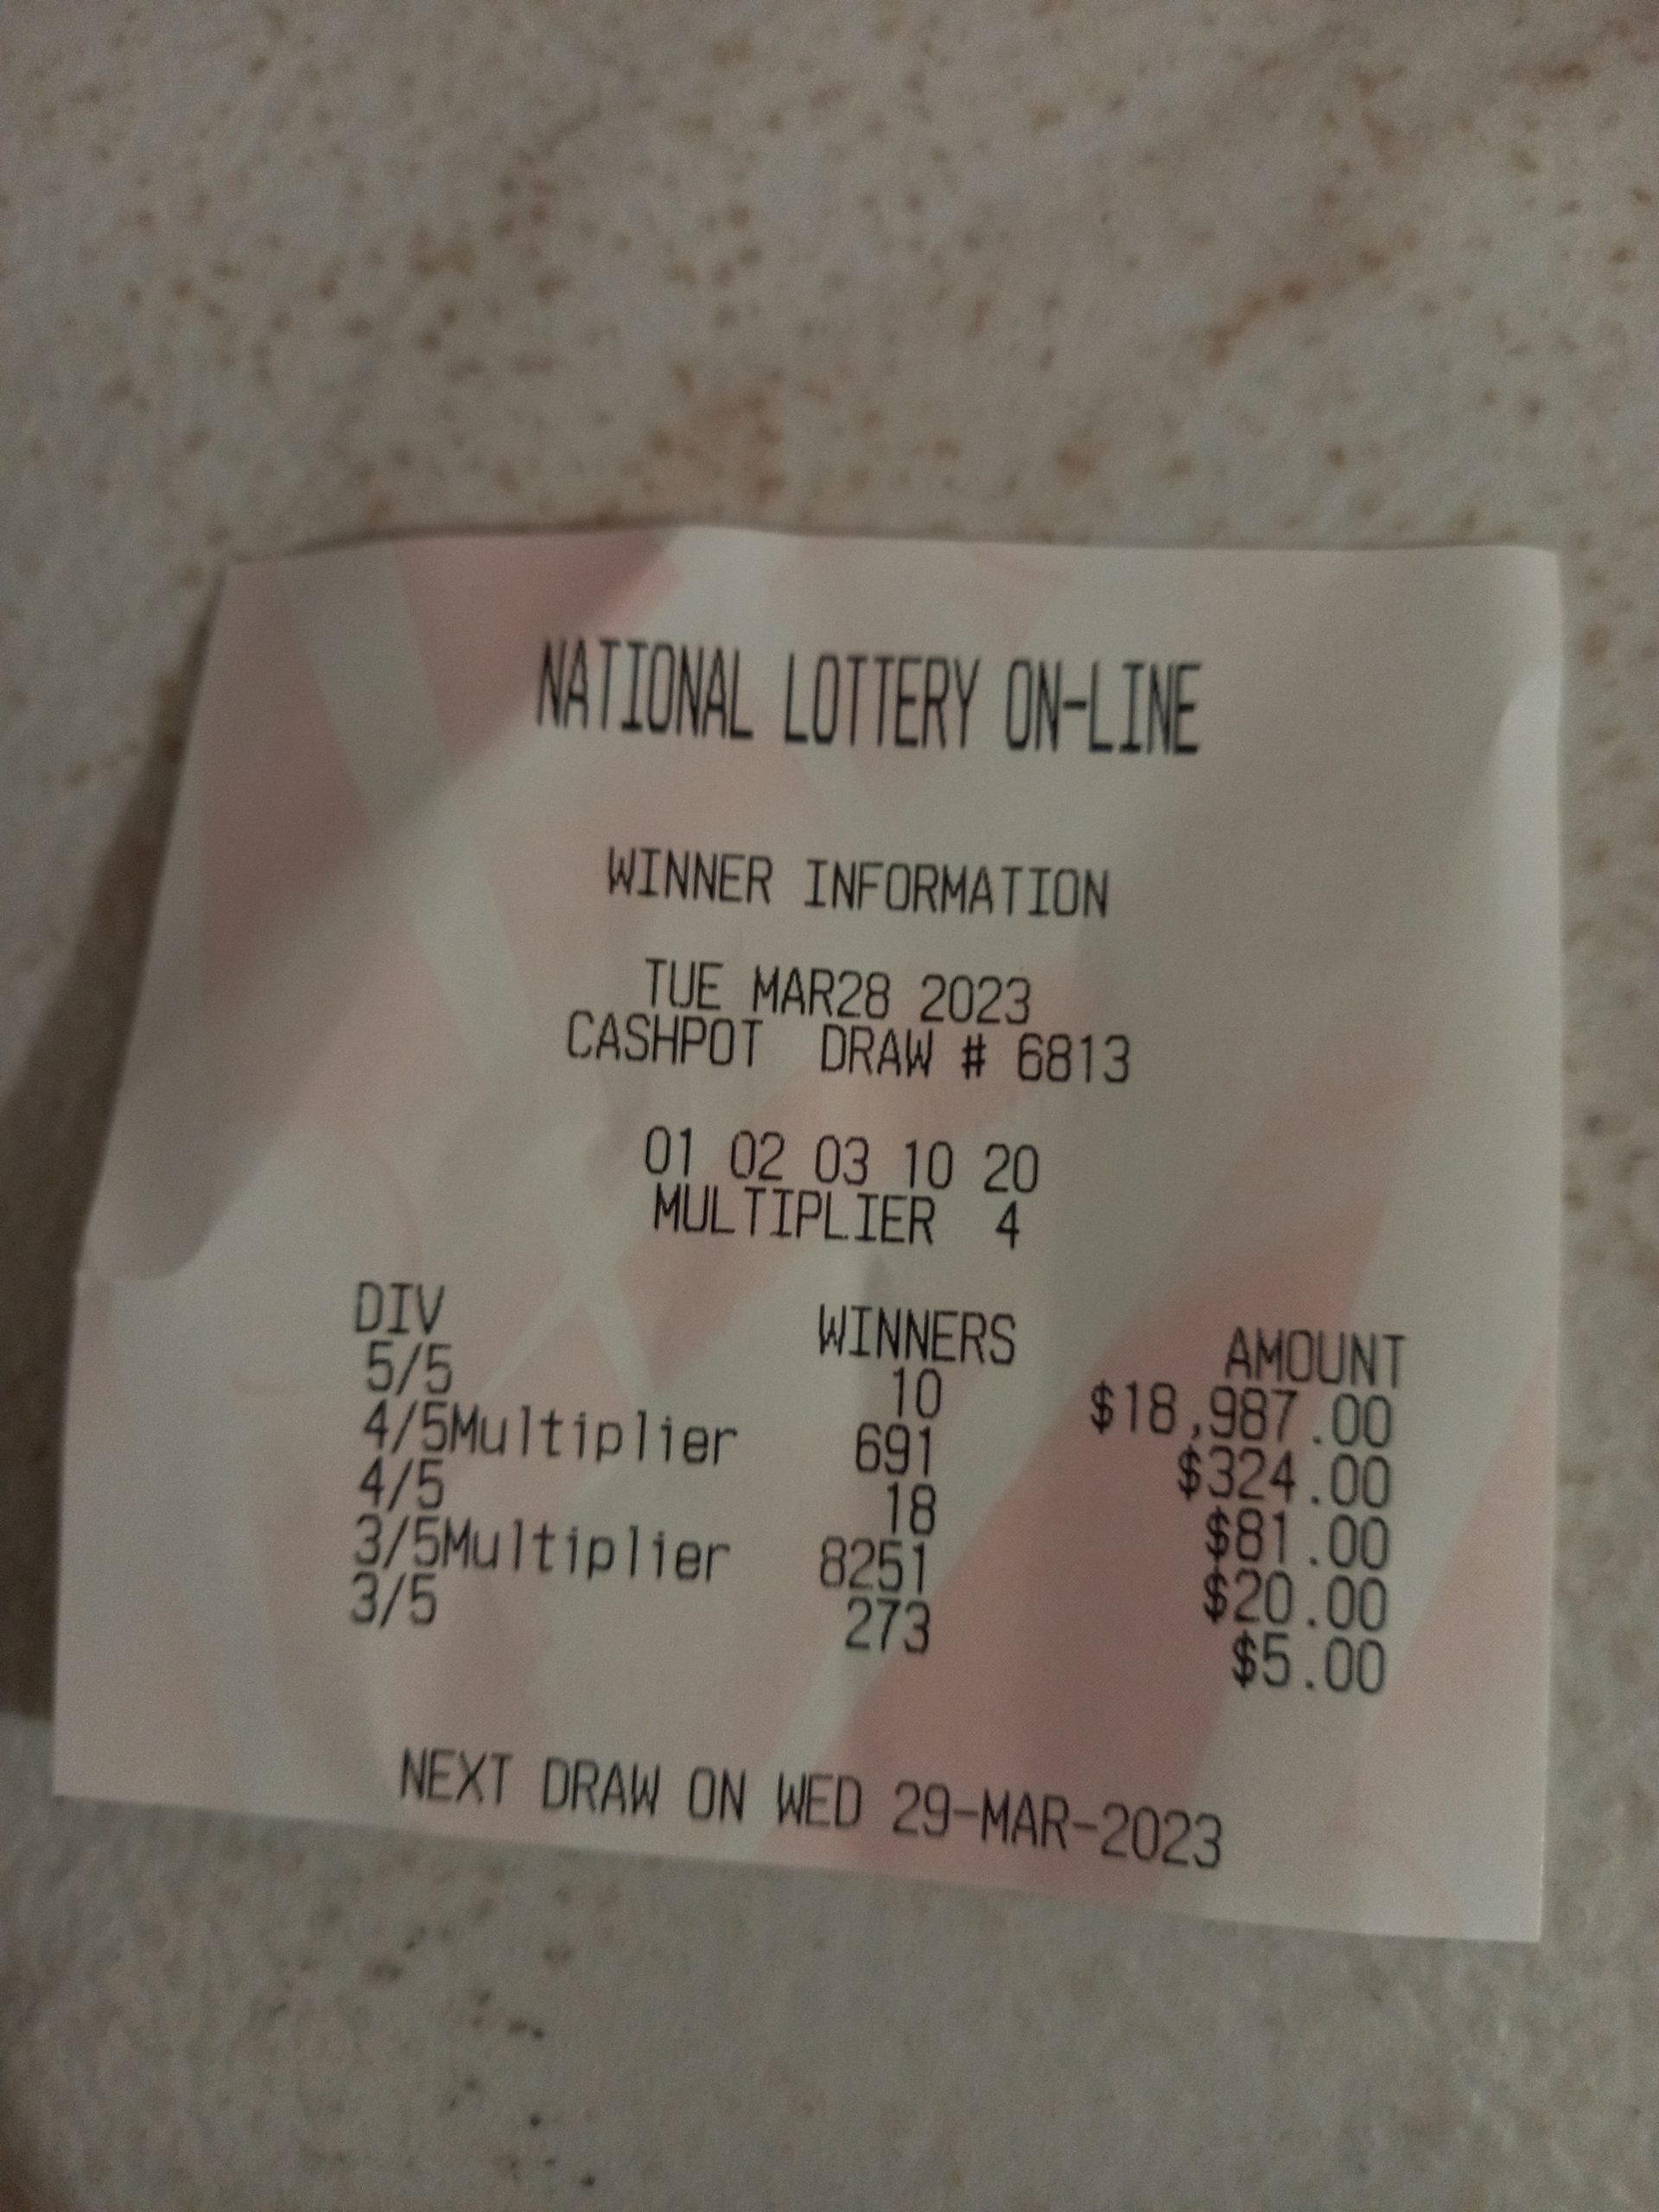 NATIONAL LOTTERY ON-LINE
WINNER INFORMATION
TUE MAR28 2023
CASHPOT DRAW # 6813
01 02 03 10 20
MULTIPLIER 4
DIV WINNERS AMOUNT
5/5 10 $18,987.00
4/5Multiplier 691 $324.00
4/5 18 $81.00
3/5Multiplier 8251 $20.00
3/5 273 $5.00
NEXT DRAW ON WED 29-MAR-2023